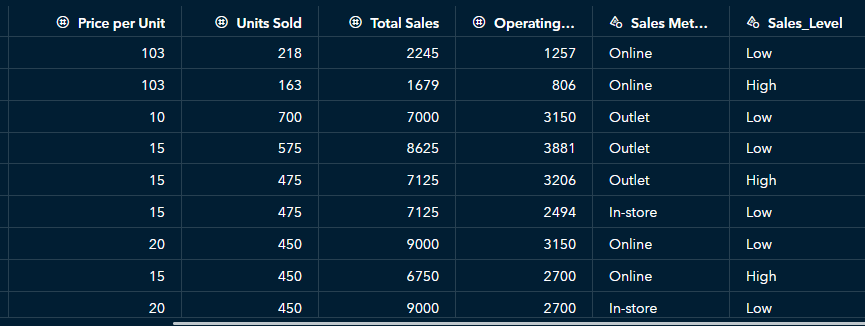 Price per Unit Units Sold Total Sales Operating... Sales Met... Sales_Level
103 218 2245 1257 Online Low
103 163 1679 806 Online High
10 700 7000 3150 Outlet Low
15 575 8625 3881 Outlet Low
15 475 7125 3206 Outlet High
15 475 7125 2494 In-store Low
20 450 9000 3150 Online Low
15 450 6750 2700 Online High
20 450 9000 2700 In-store Low